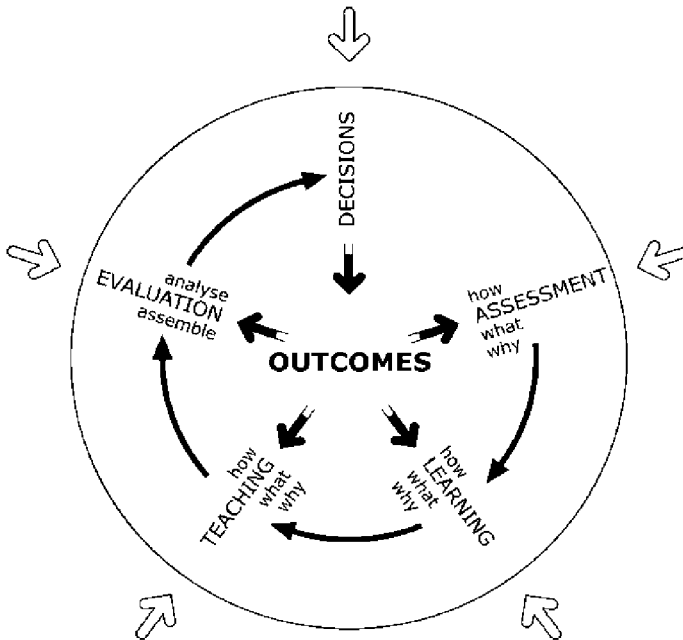 DECISIONS
analyse
EVALUATION
assemble
how
ASSESSMENT
what
why
OUTCOMES
how
TEACHING
what
why
how
LEARNING
what
why